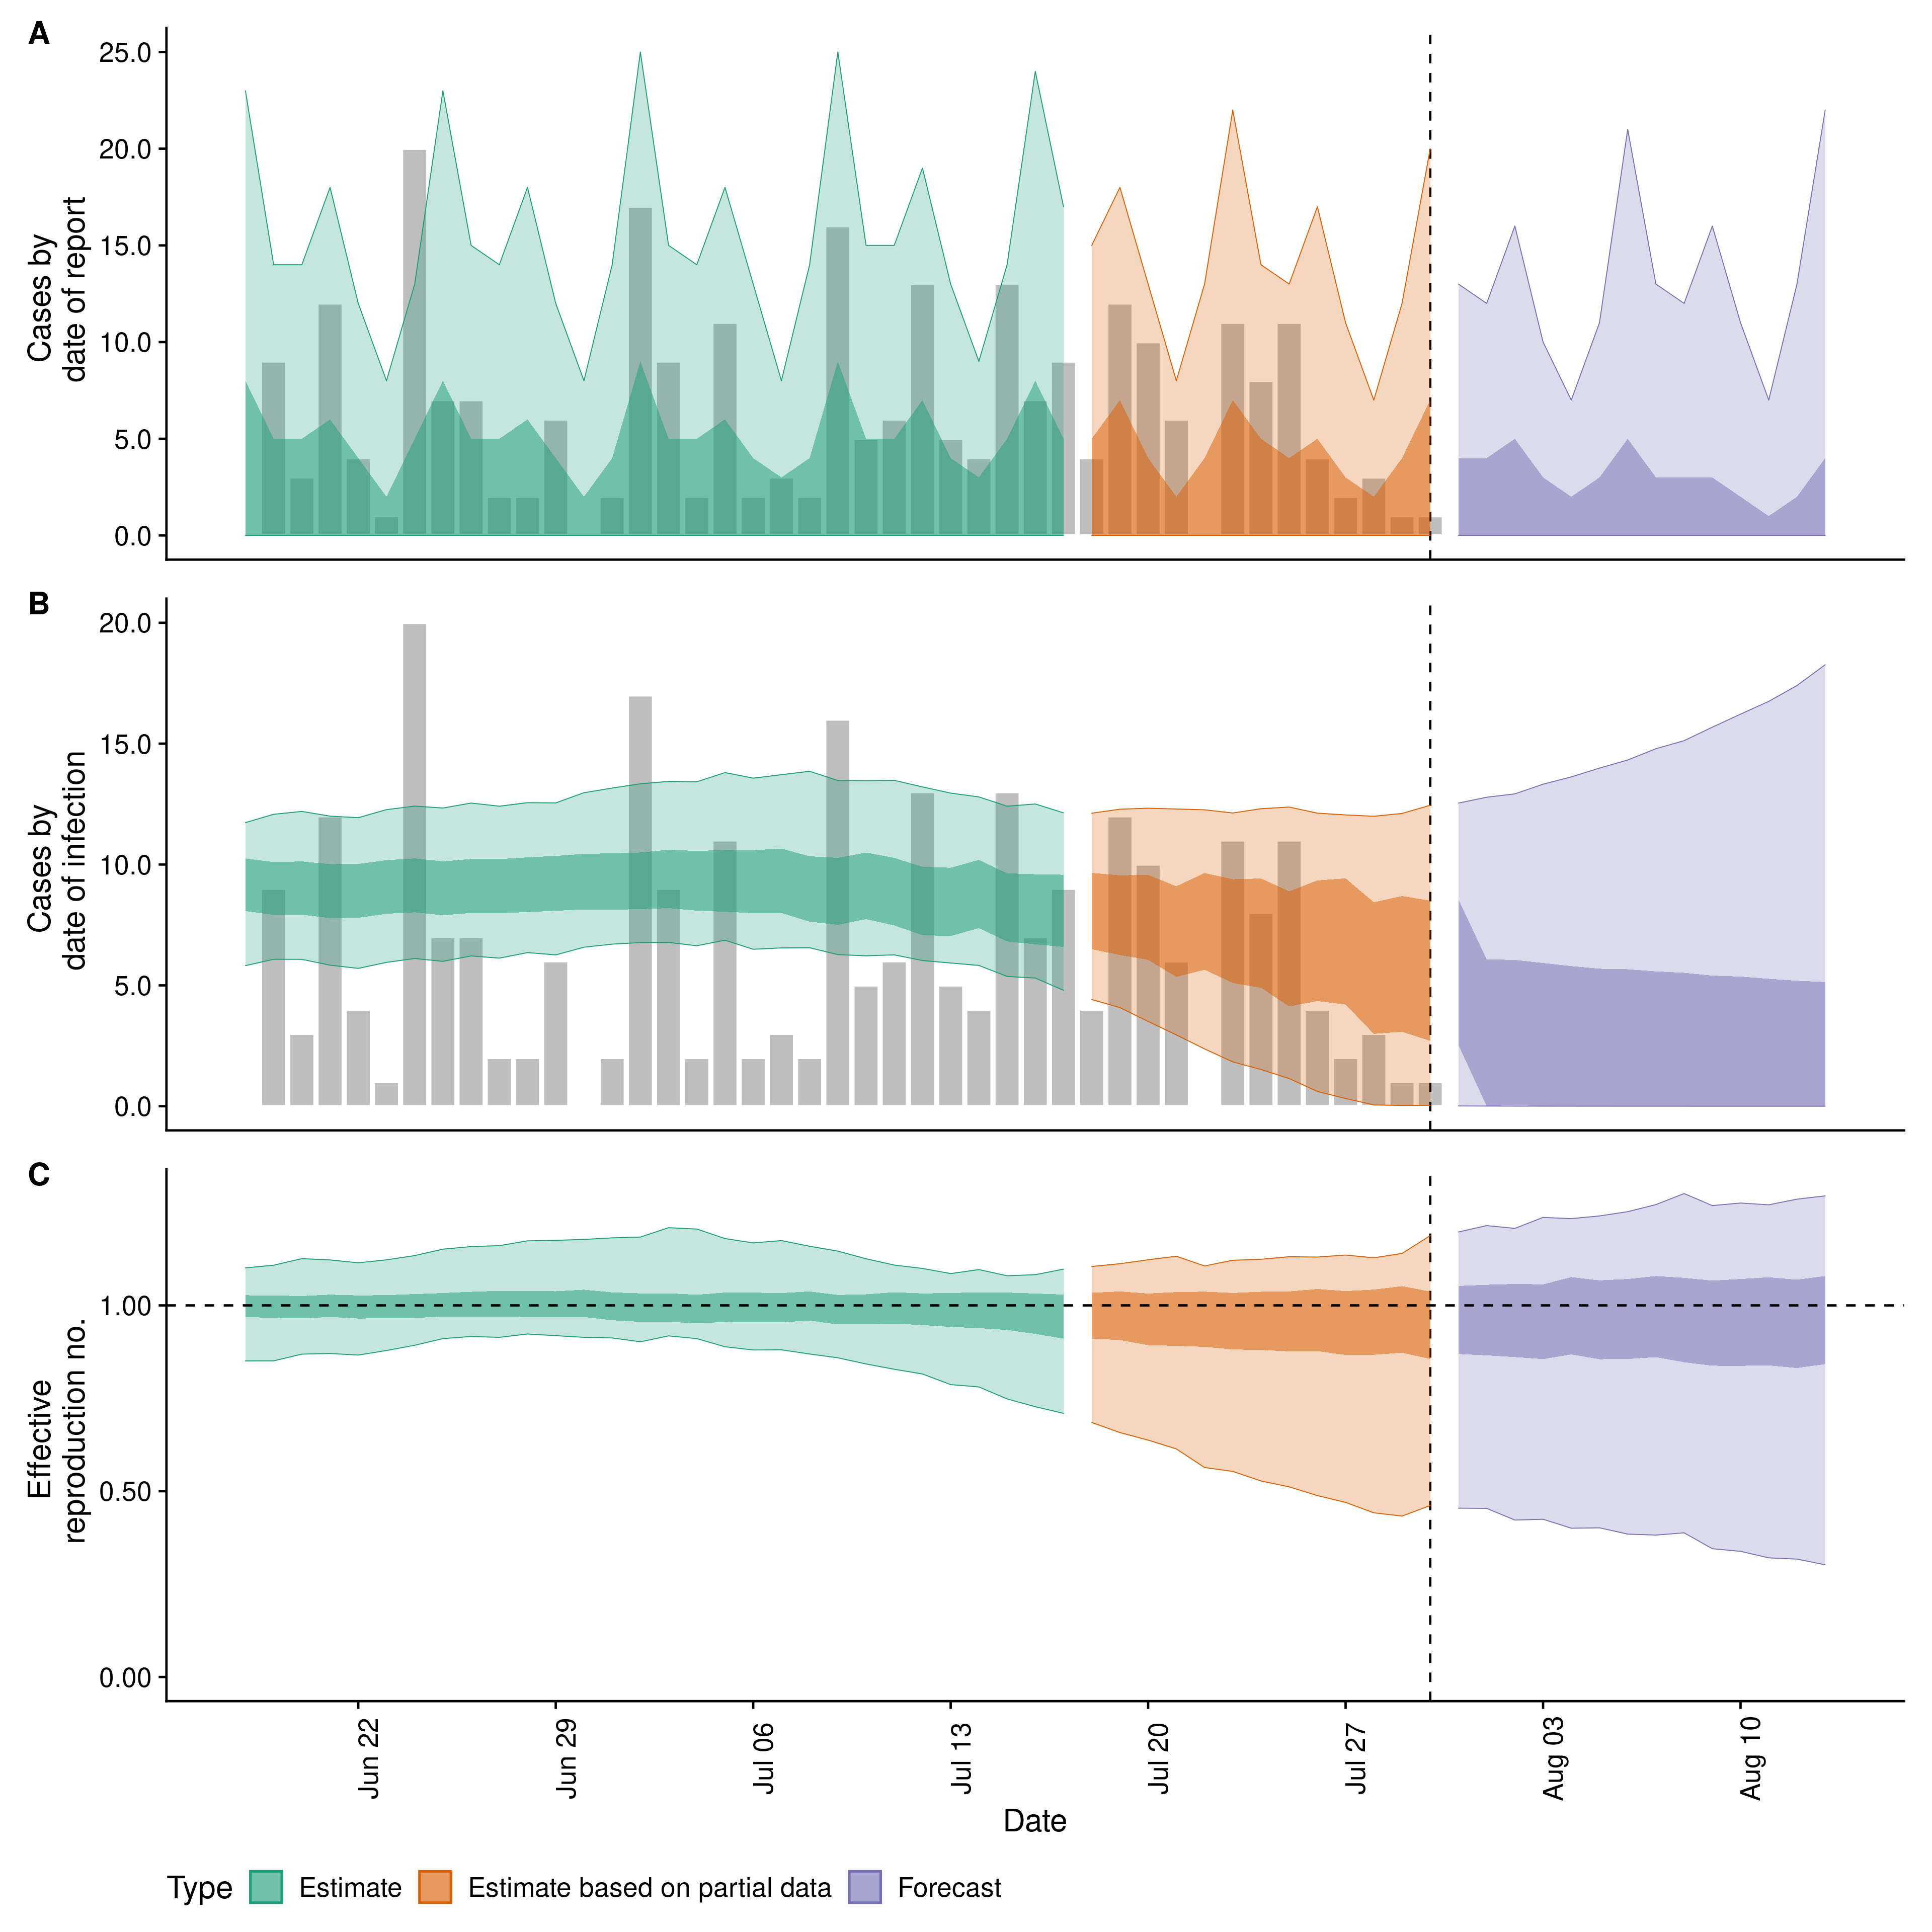 A
25.0
20.0
15.0
10.0
5.0
0.0
Cases by
date of report
B
20.0
15.0
10.0
5.0
0.0
Cases by
date of infection
C
1.00
0.50
0.00
Effective
reproduction no.
Jun 22
Jun 29
Jul 06
Jul 13
Jul 20
Jul 27
Aug 03
Aug 10
Date
Type Estimate Estimate based on partial data Forecast